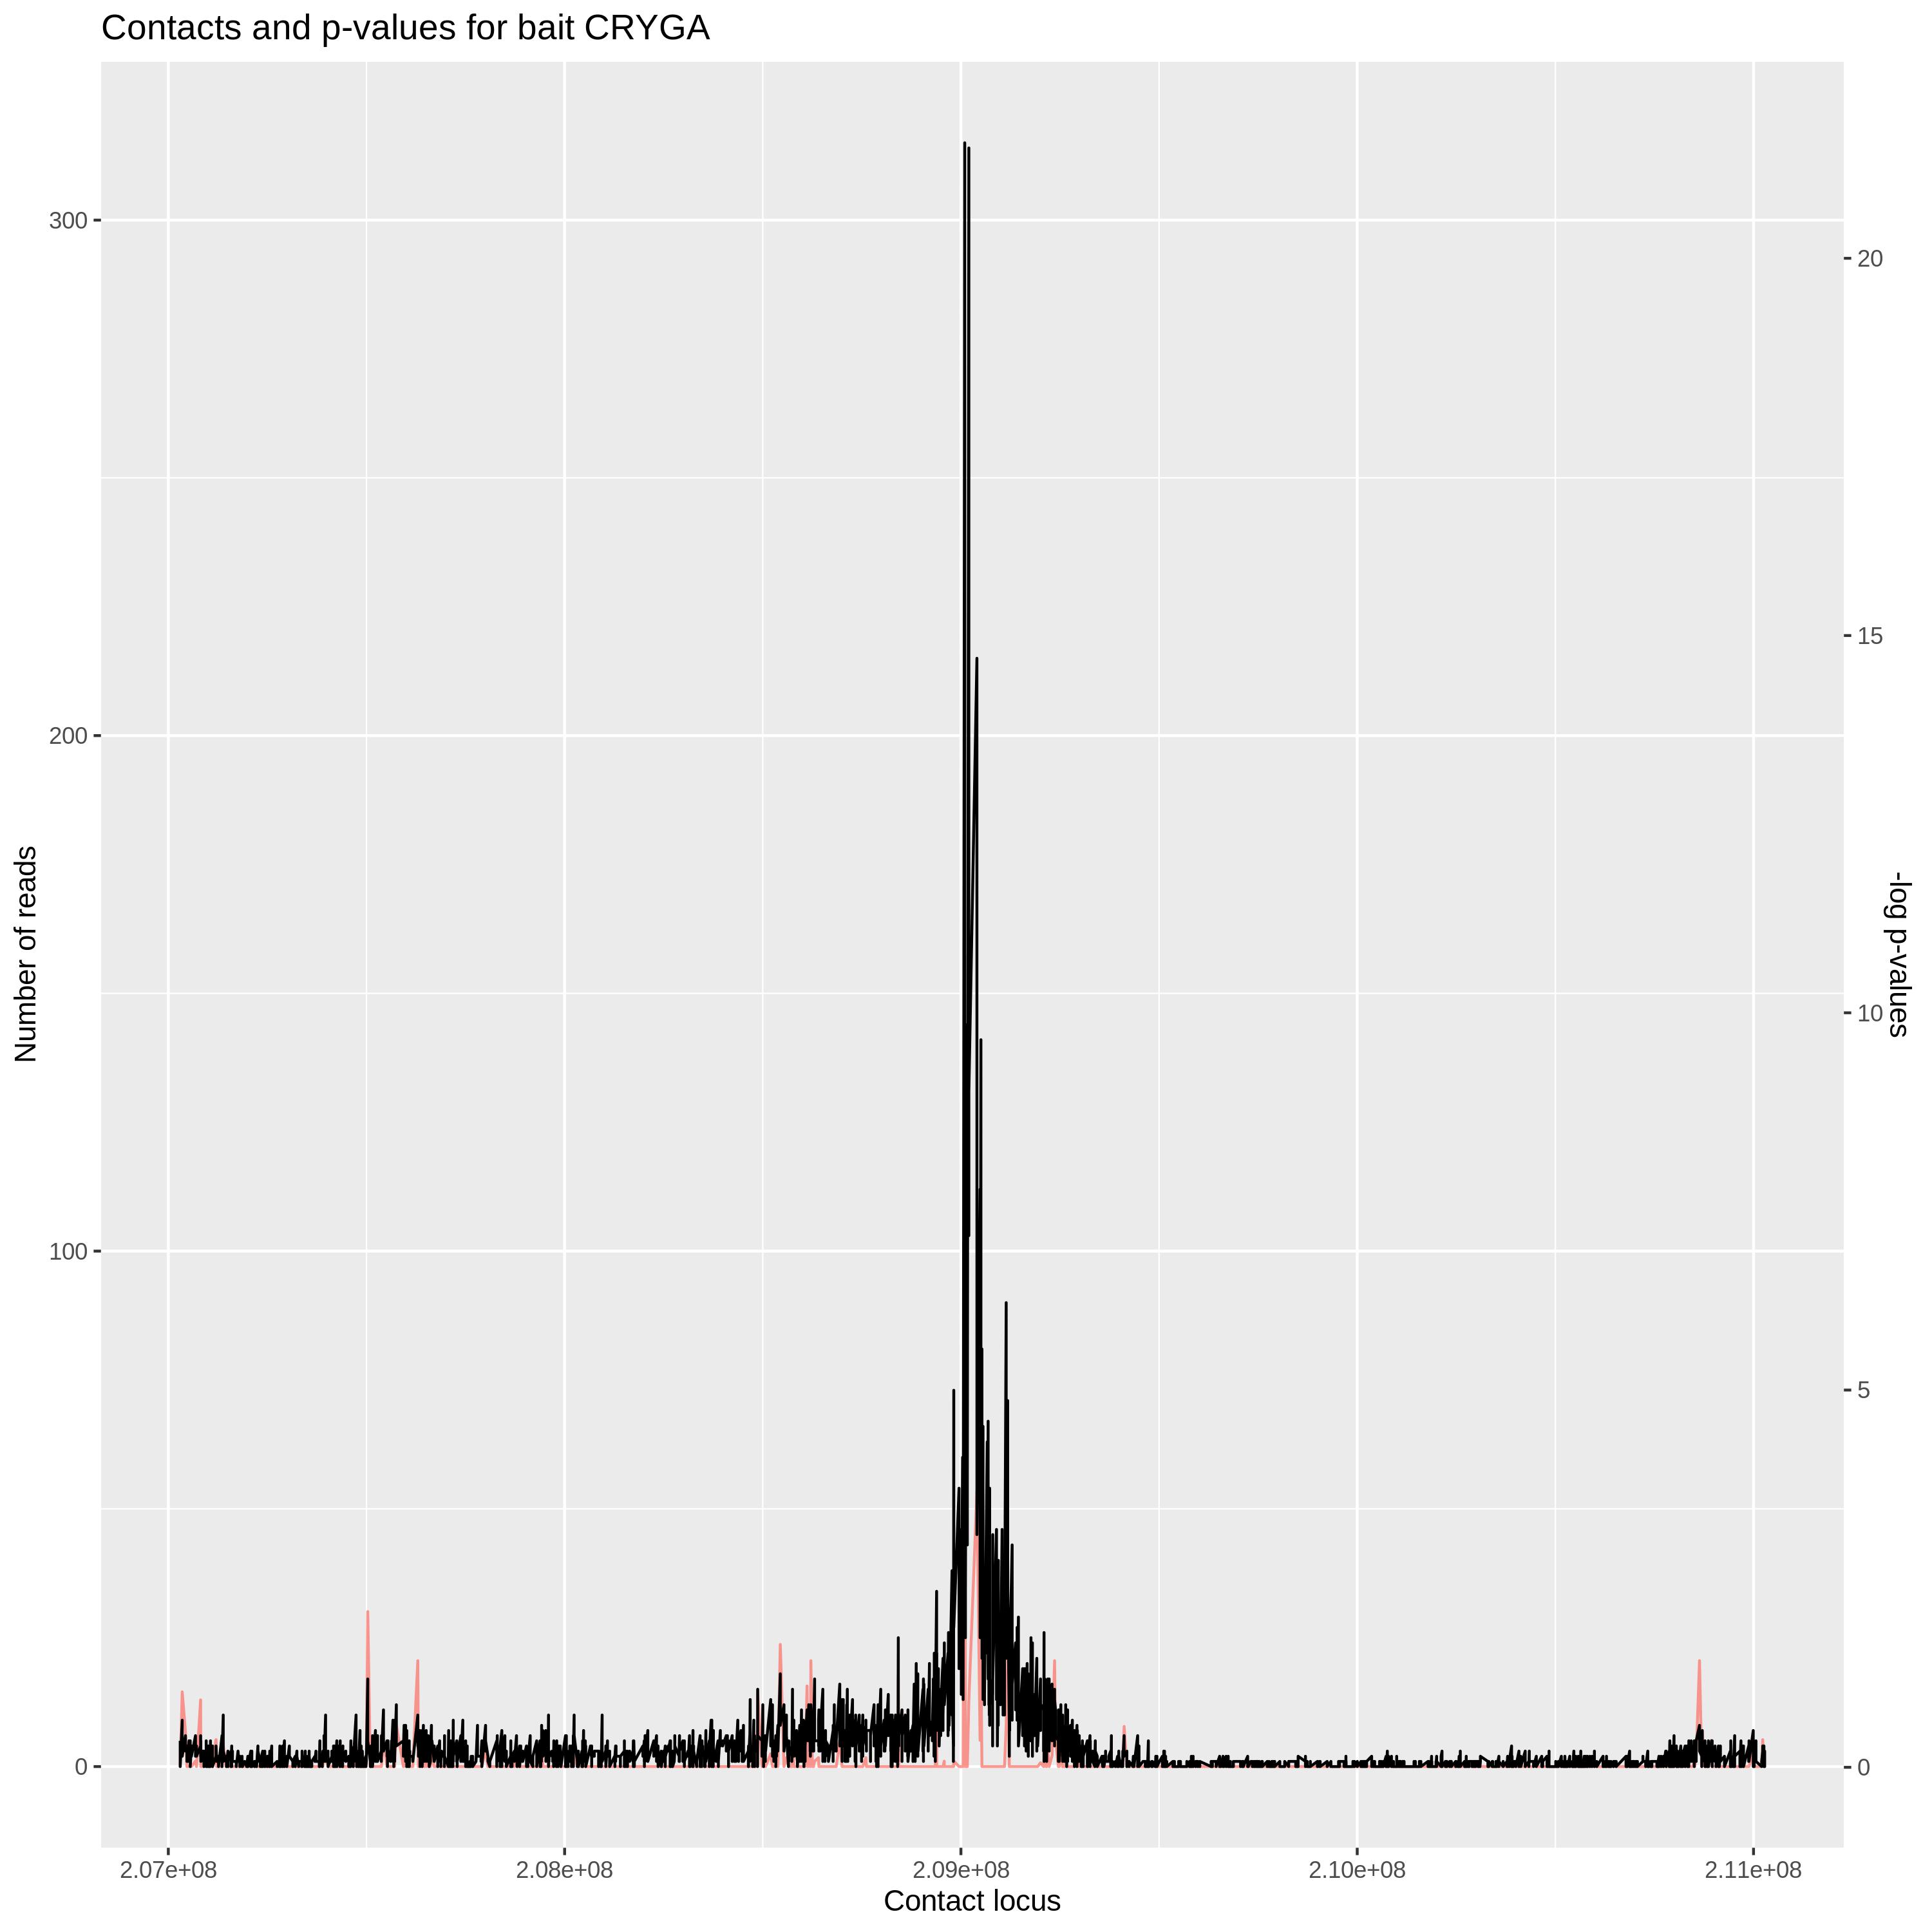 Contacts and p-values for bait CRYGA
300
200
100
0
20
15
10
5
0
Number of reads
-log p-values
2.07e+08 2.08e+08 2.09e+08 2.10e+08 2.11e+08
Contact locus